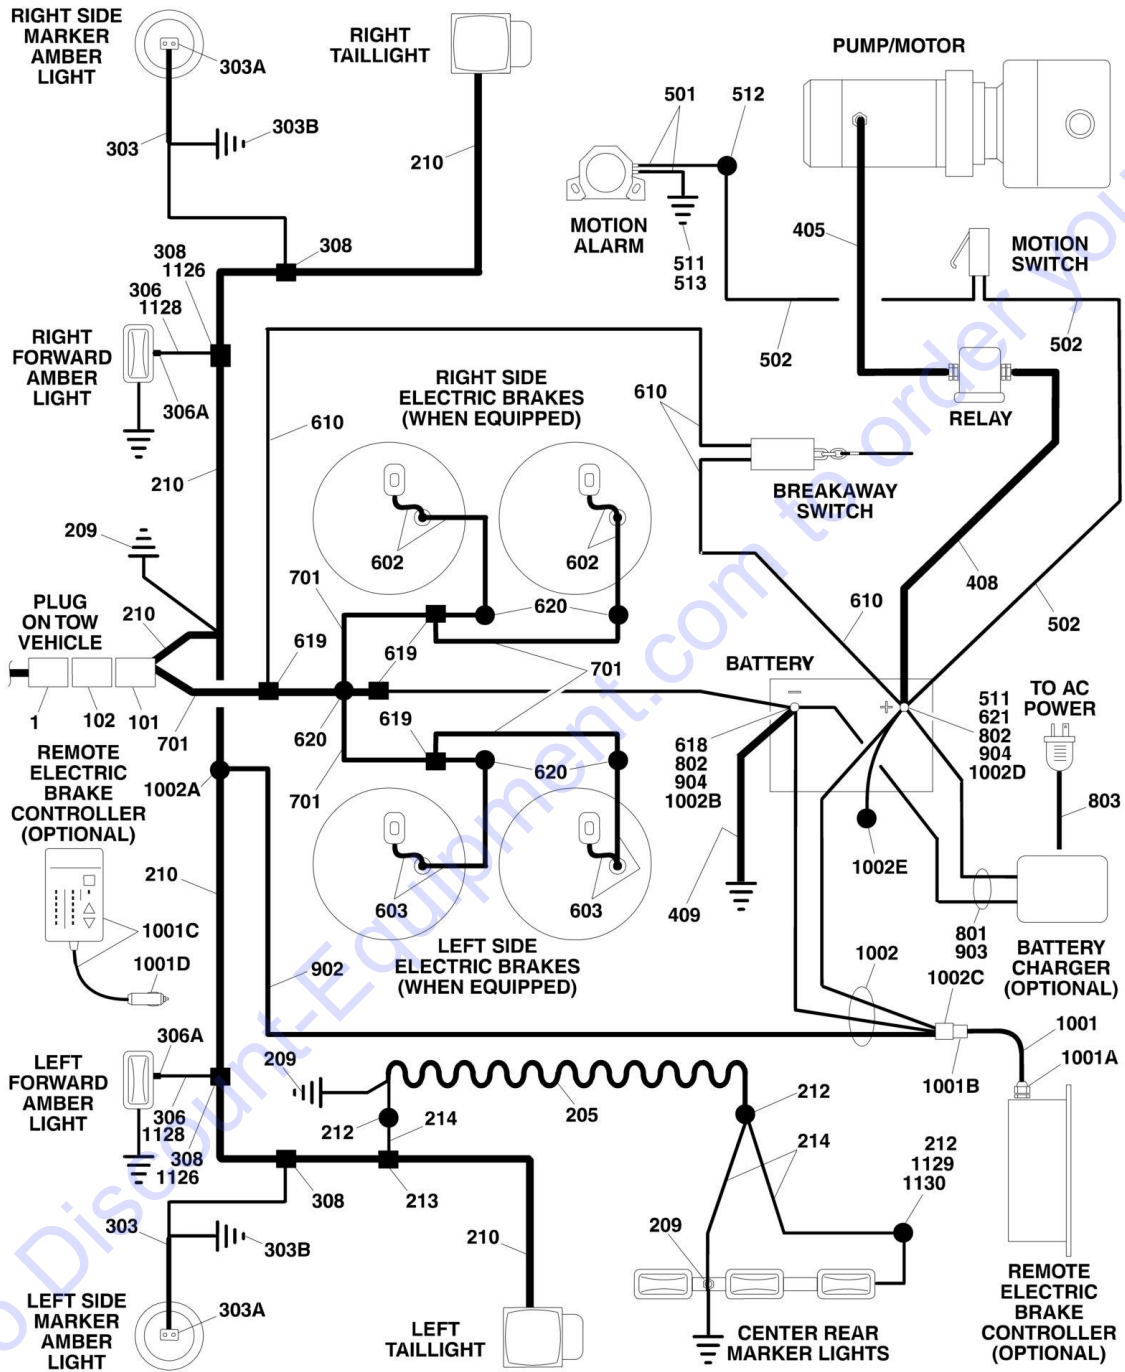 RIGHT SIDE
MARKER
AMBER
LIGHT
303A
303
303B
RIGHT
TAILLIGHT
210
PUMP/MOTOR
501
512
MOTION
ALARM
511
513
405
MOTION
SWITCH
502
502
RELAY
308
308
1126
306
1128
RIGHT
FORWARD
AMBER
LIGHT
306A
RIGHT SIDE
ELECTRIC BRAKES
(WHEN EQUIPPED)
610
610
BREAKAWAY
SWITCH
210
209
602
602
408
PLUG
ON TOW
VEHICLE
210
701
620
610
502
619
619
701
BATTERY
–
+
1
102
101
701
620
619
618
802
904
1002B
511
621
802
904
1002D
TO AC
POWER
REMOTE
ELECTRIC
BRAKE
CONTROLLER
(OPTIONAL)
1002A
701
620
803
1002E
210
603
603
409
1001C
1001D
902
LEFT SIDE
ELECTRIC BRAKES
(WHEN EQUIPPED)
801
903
BATTERY
CHARGER
(OPTIONAL)
1002
1002C
1001
1001A
1001B
306A
LEFT
FORWARD
AMBER
LIGHT
306
1128
308
1126
209
212
214
205
212
214
212
1129
1130
308
213
303
303B
210
209
LEFT SIDE
MARKER
AMBER
LIGHT
303A
LEFT
TAILLIGHT
CENTER REAR
MARKER LIGHTS
REMOTE
ELECTRIC
BRAKE
CONTROLLER
(OPTIONAL)
o Discount-Equipment.com to order you